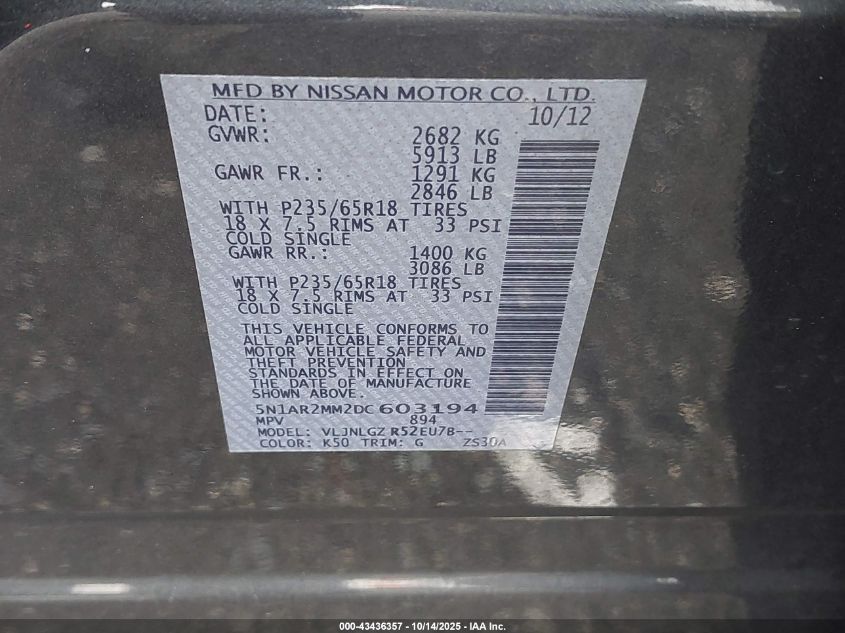 MFD BY NISSAN MOTOR CO., LTD.
DATE: 10/12
GVWR: 2682 KG
5913 LB
GAWR FR.: 1291 KG
2846 LB
WITH P235/65R18 TIRES
18 X 7.5 RIMS AT 33 PSI
COLD SINGLE
GAWR RR.: 1400 KG
3086 LB
WITH P235/65R18 TIRES
18 X 7.5 RIMS AT 33 PSI
COLD SINGLE
THIS VEHICLE CONFORMS TO
ALL APPLICABLE FEDERAL
MOTOR VEHICLE SAFETY AND
THEFT PREVENTION
STANDARDS IN EFFECT ON
THE DATE OF MANUFACTURE
SHOWN ABOVE.
5N1AR2MM2DC 603194
MPV 894
MODEL: VLJNLGZ R52EU7B--
COLOR: K50 TRIM: G ZS30A
000-43436357 - 10/14/2025 - IAA Inc.